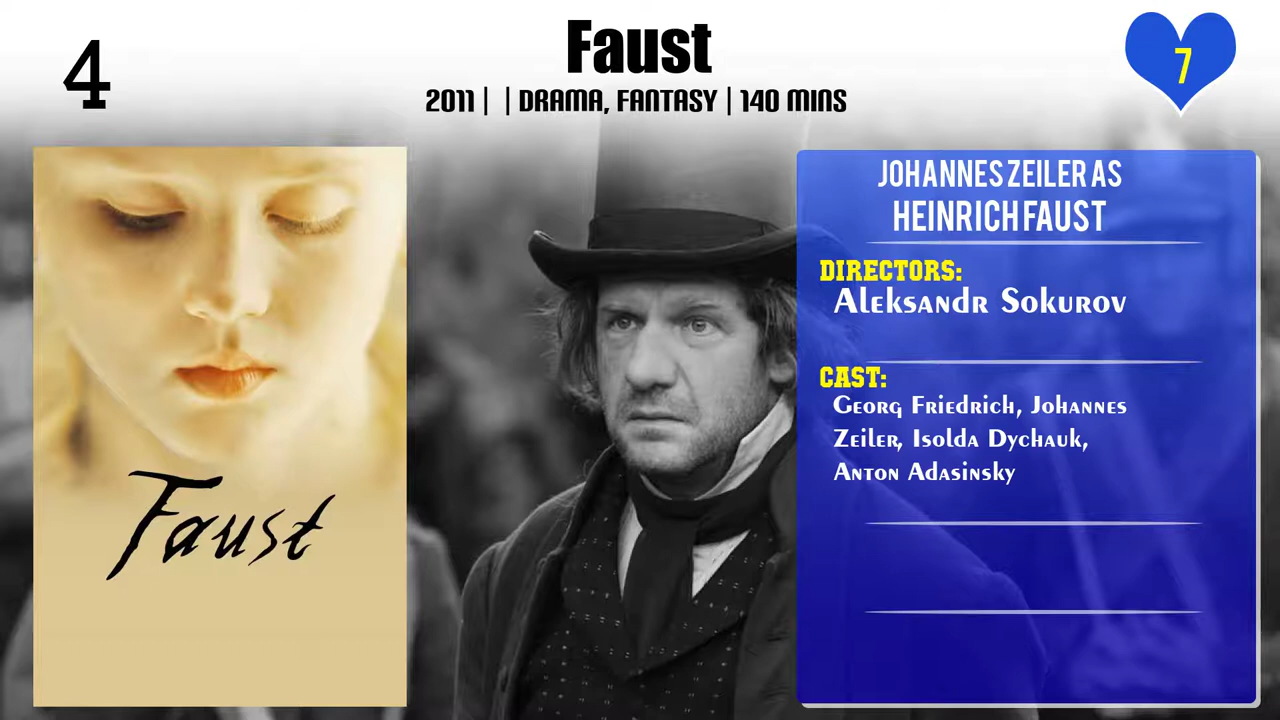 4
Faust
7
2011 | | DRAMA, FANTASY | 140 MINS
JOHANNES ZEILER AS
HEINRICH FAUST
DIRECTORS:
Aleksandr Sokurov
CAST:
Georg Friedrich, Johannes
Zeiler, Isolda Dychauk,
Anton Adasinsky
Faust